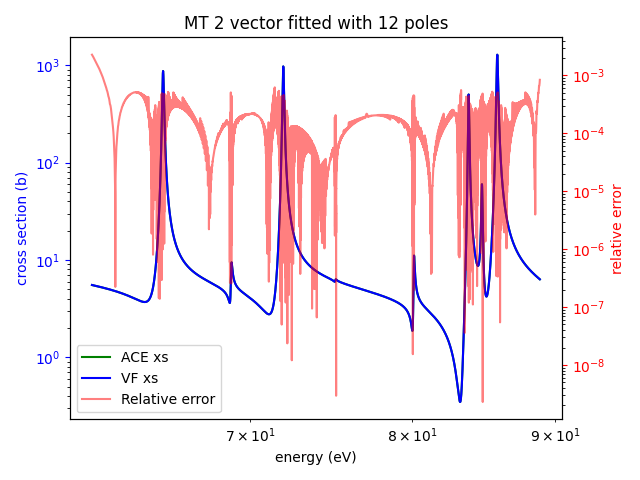 MT 2 vector fitted with 12 poles
10³
10²
10¹
10⁰
cross section (b)
10⁻³
10⁻⁴
10⁻⁵
10⁻⁶
10⁻⁷
10⁻⁸
relative error
ACE xs
VF xs
Relative error
7 × 10¹ 8 × 10¹ 9 × 10¹
energy (eV)